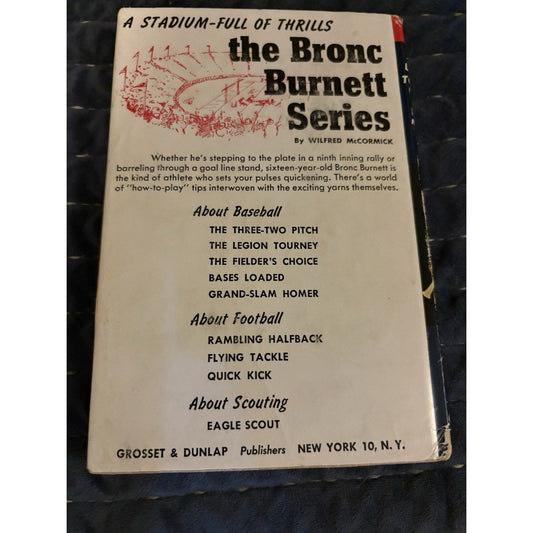 A STADIUM-FULL OF THRILLS
the Bronc
Burnett
Series
By WILFRED McCORMICK
Whether he's stepping to the plate in a ninth inning rally or
barreling through a goal line stand, sixteen-year-old Bronc Burnett is
the kind of athlete who sets your pulses quickening. There's a world
of "how-to-play" tips interwoven with the exciting yarns themselves.
About Baseball
THE THREE-TWO PITCH
THE LEGION TOURNEY
THE FIELDER'S CHOICE
BASES LOADED
GRAND-SLAM HOMER
About Football
RAMBLING HALFBACK
FLYING TACKLE
QUICK KICK
About Scouting
EAGLE SCOUT
GROSSET & DUNLAP Publishers NEW YORK 10, N. Y.